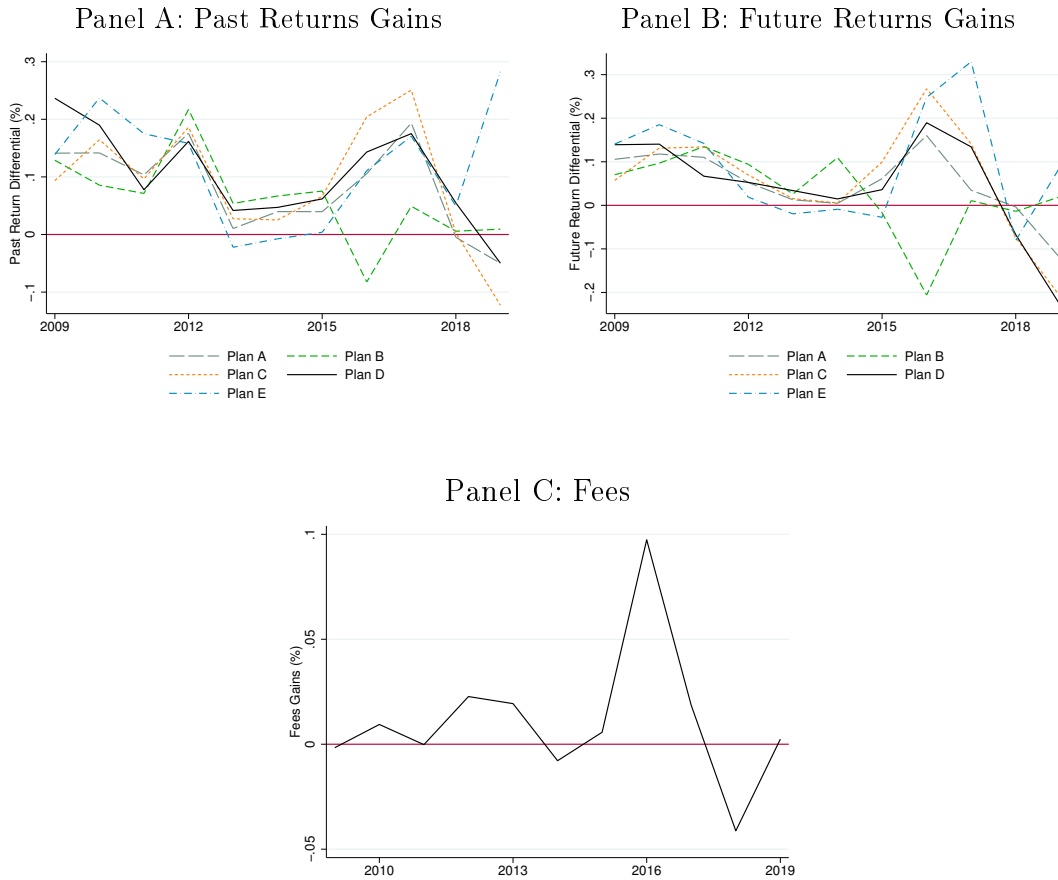 Panel A: Past Returns Gains
Past Return Differential (%)
.3
.2
.1
0
−.1
2009 2012 2015 2018
Plan A Plan B
Plan C Plan D
Plan E
Panel B: Future Returns Gains
Future Return Differential (%)
.3
.2
.1
0
−.1
−.2
2009 2012 2015 2018
Plan A Plan B
Plan C Plan D
Plan E
Panel C: Fees
Fees Gains (%)
.1
.05
0
−.05
2010 2013 2016 2019